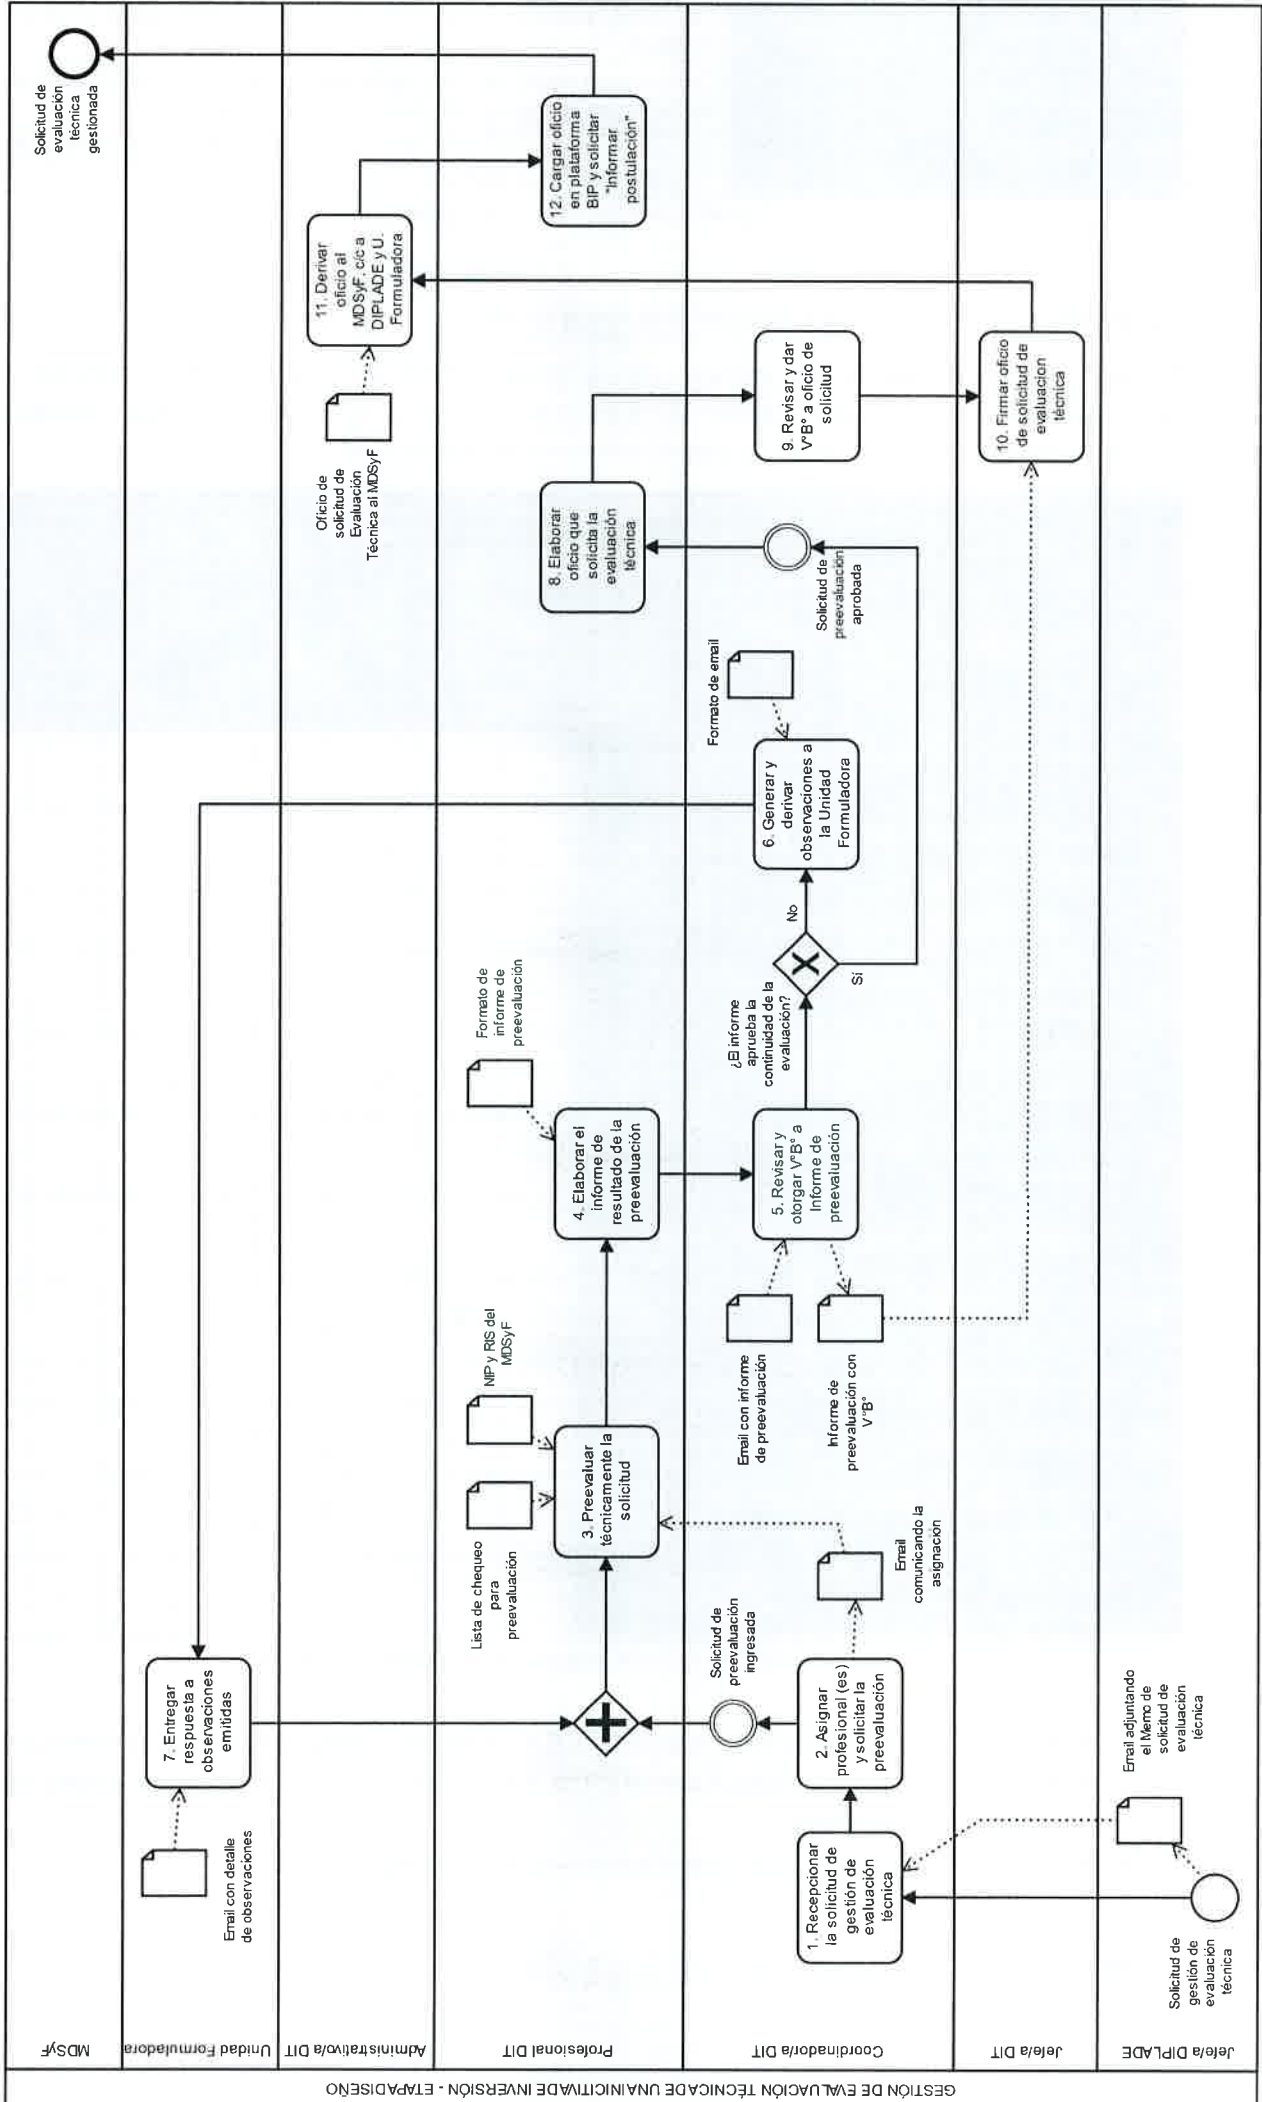 Solicitud de
evaluación
técnica
gestionada
11. Derivar
oficio al
MDSyF, c/c a
DIPLADE y U.
Formuladora
12. Cargar oficio
en plataforma
BIP y solicitar
"Informar
postulación"
Oficio de
solicitud de
Evaluación
Técnica al MDSyF
8. Elaborar
oficio que
solicita la
evaluación
técnica
9. Revisar y dar
V°B° a oficio de
solicitud
10. Firmar oficio
de solicitud de
evaluacion
técnica
Solicitud de
preevaluación
aprobada
Formato de email
6. Generar y
derivar
observaciones a
la Unidad
Formuladora
No
Sí
¿El informe
aprueba la
continuidad de la
evaluación?
Formato de
informe de
preevaluación
4. Elaborar el
informe de
resultado de la
preevaluación
5. Revisar y
otorgar V°B° a
Informe de
preevaluación
NIP y RIS del
MDSyF
Email con informe
de preevaluación
Informe de
preevaluación con
V°B°
Lista de chequeo
para
preevaluación
3. Preevaluar
técnicamente la
solicitud
Email
comunicando la
asignación
Solicitud de
preevaluación
ingresada
7. Entregar
respuesta a
observaciones
emitidas
2. Asignar
profesional (es)
y solicitar la
preevaluación
Email adjuntando
el Memo de
solicitud de
evaluación
técnica
Email con detalle
de observaciones
1. Recepcionar
la solicitud de
gestión de
evaluación
técnica
Solicitud de
gestión de
evaluación
técnica
MDSyF
Unidad Formuladora
Administrativo/a DIT
Profesional DIT
Coordinador/a DIT
Jefe/a DIT
Jefe/a DIPLADE
GESTIÓN DE EVALUACIÓN TÉCNICA DE UNA INICITIVA DE INVERSIÓN - ETAPA DISEÑO